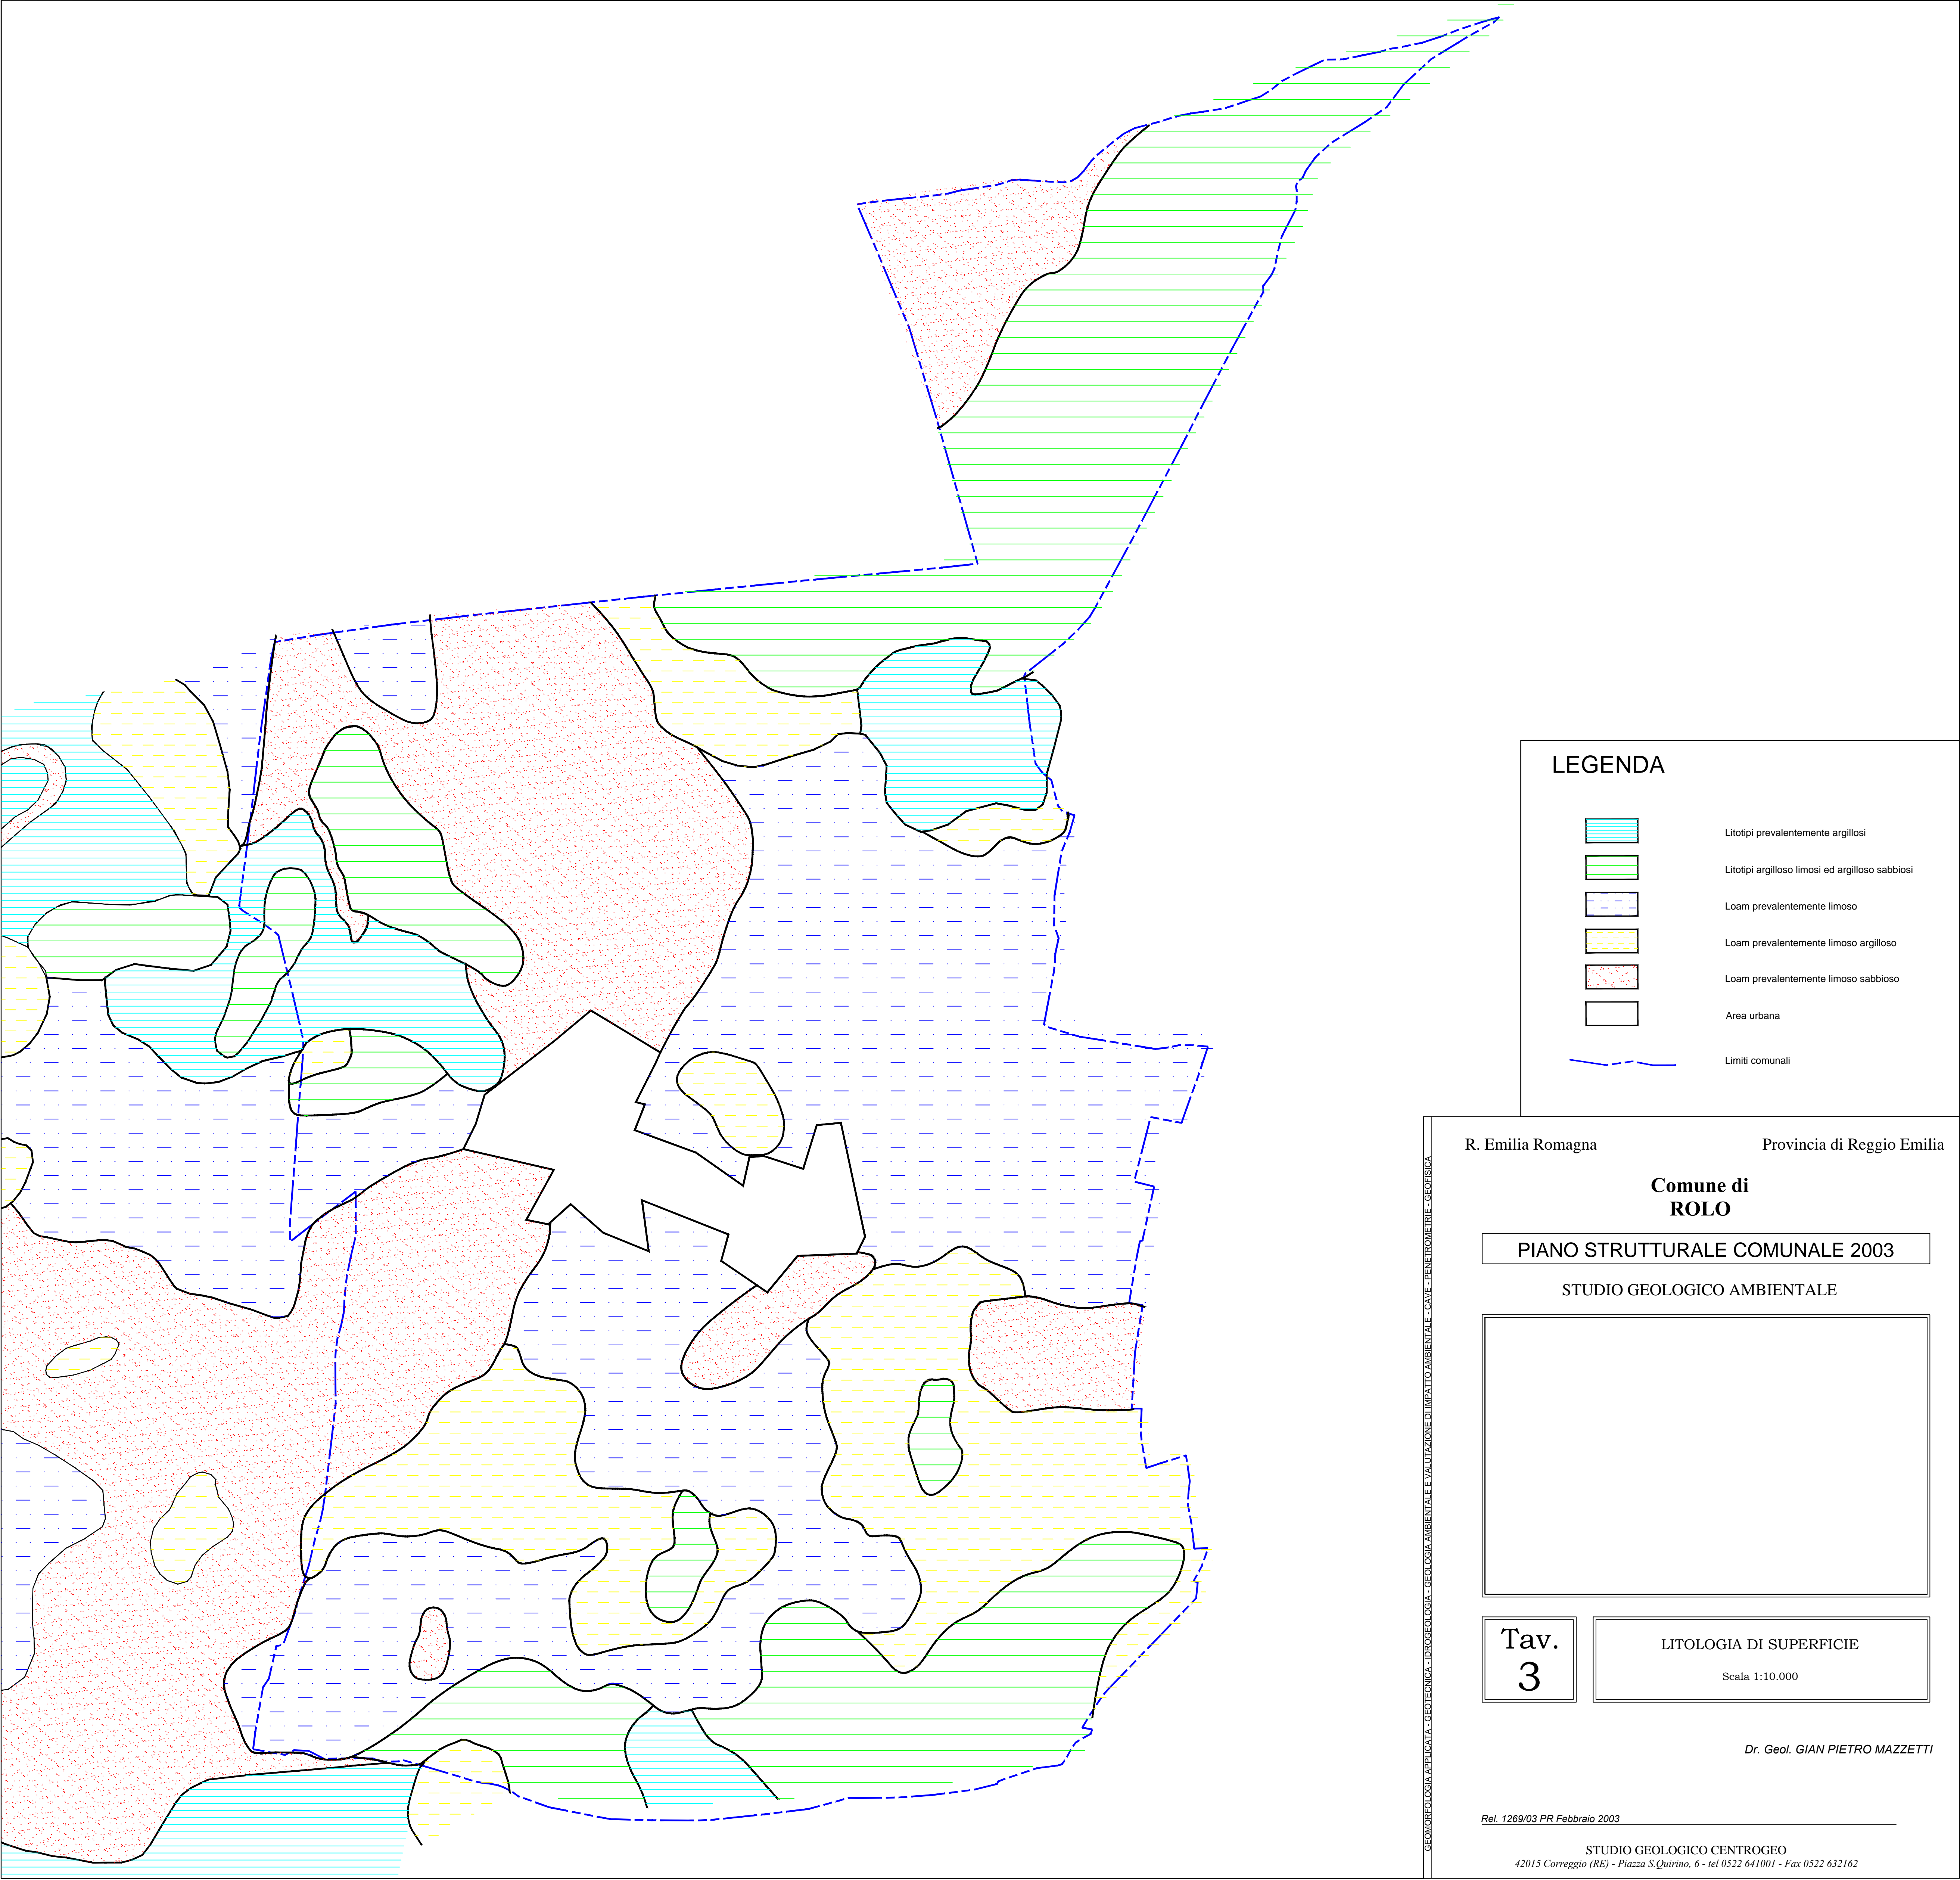 LEGENDA
Litotipi prevalentemente argillosi
Litotipi argilloso limosi ed argilloso sabbiosi
Loam prevalentemente limoso
Loam prevalentemente limoso argilloso
Loam prevalentemente limoso sabbioso
Area urbana
Limiti comunali
GEOMORFOLOGIA APPLICATA - GEOTECNICA - IDROGEOLOGIA - GEOLOGIA AMBIENTALE E VALUTAZIONE DI IMPATTO AMBIENTALE - CAVE - PENETROMETRIE - GEOFISICA
R. Emilia Romagna Provincia di Reggio Emilia
Comune di
ROLO
PIANO STRUTTURALE COMUNALE 2003
STUDIO GEOLOGICO AMBIENTALE
Tav.
3
LITOLOGIA DI SUPERFICIE
Scala 1:10.000
Dr. Geol. GIAN PIETRO MAZZETTI
Rel. 1269/03 PR Febbraio 2003
STUDIO GEOLOGICO CENTROGEO
42015 Correggio (RE) - Piazza S.Quirino, 6 - tel 0522 641001 - Fax 0522 632162